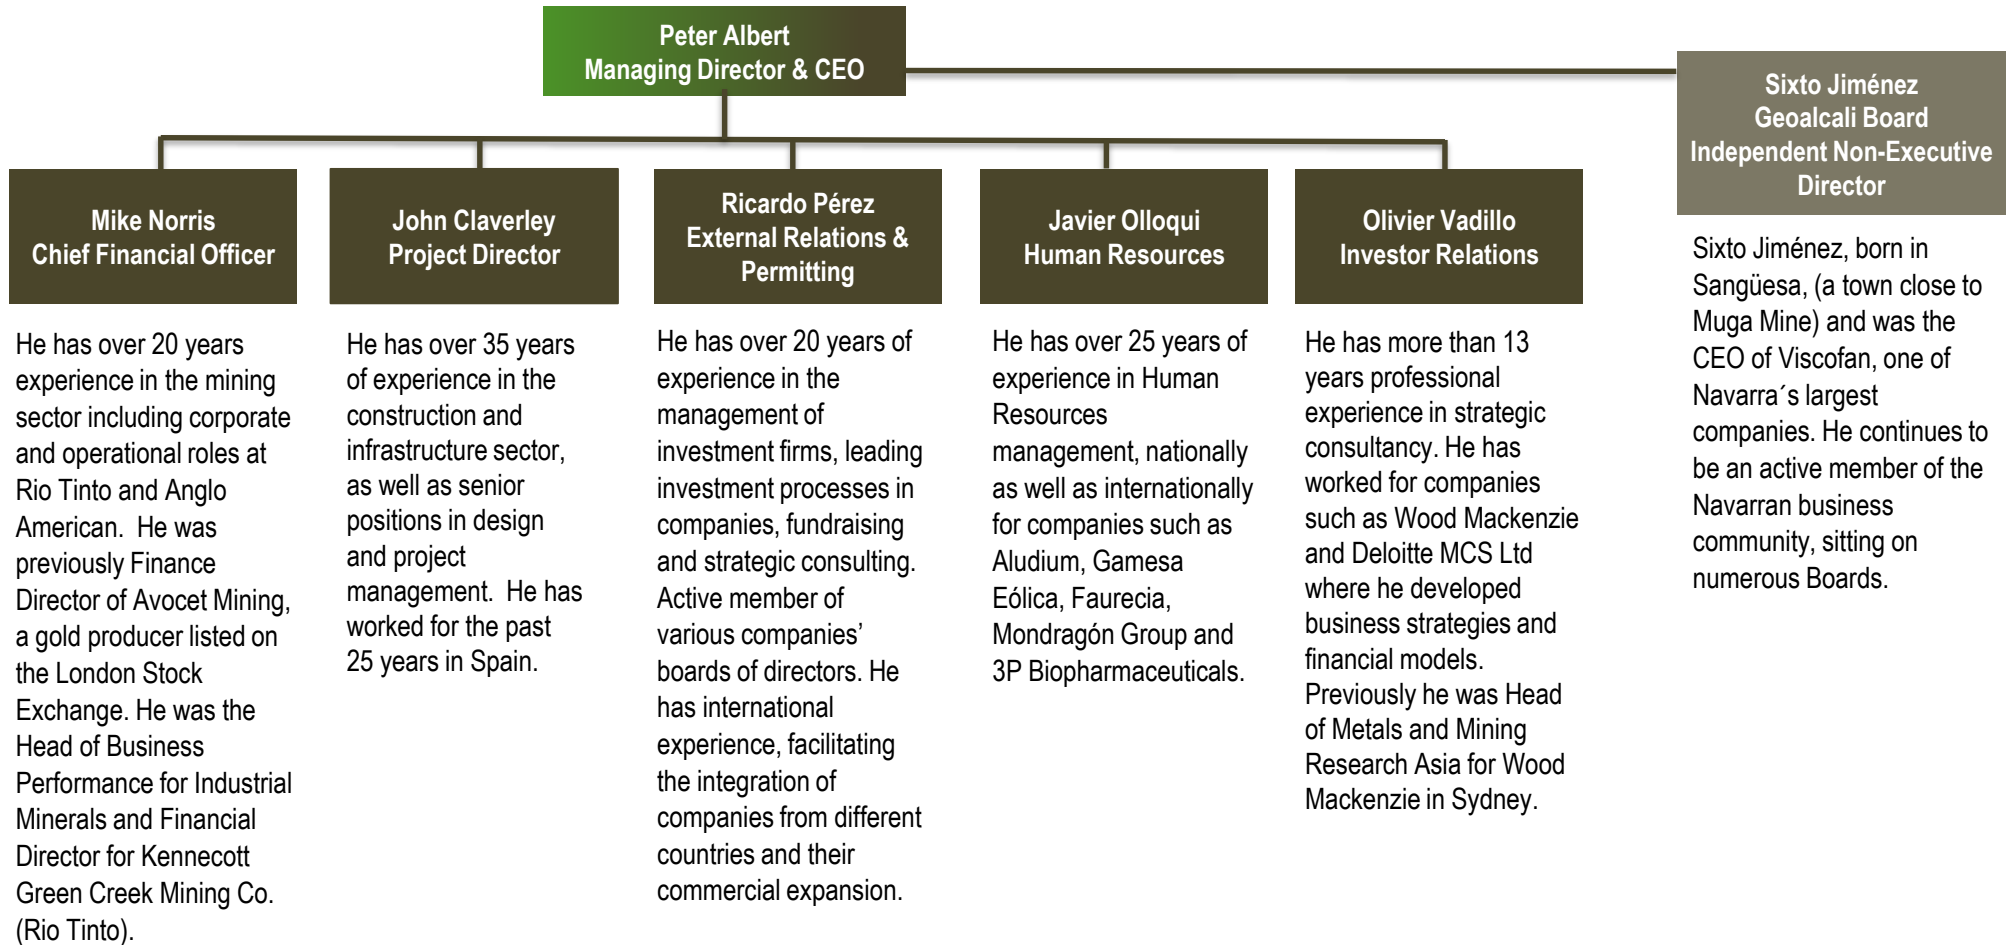 Peter Albert
Managing Director & CEO
Sixto Jiménez
Geoalcali Board
Independent Non-Executive
Director
Mike Norris
Chief Financial Officer
John Claverley
Project Director
Ricardo Pérez
External Relations &
Permitting
Javier Olloqui
Human Resources
Olivier Vadillo
Investor Relations
He has over 20 years
experience in the mining
sector including corporate
and operational roles at
Rio Tinto and Anglo
American.  He was
previously Finance
Director of Avocet Mining,
a gold producer listed on
the London Stock
Exchange. He was the
Head of Business
Performance for Industrial
Minerals and Financial
Director for Kennecott
Green Creek Mining Co.
(Rio Tinto).
He has over 35 years
of experience in the
construction and
infrastructure sector,
as well as senior
positions in design
and project
management.  He has
worked for the past
25 years in Spain.
He has over 20 years of
experience in the
management of
investment firms, leading
investment processes in
companies, fundraising
and strategic consulting.
Active member of
various companies’
boards of directors. He
has international
experience, facilitating
the integration of
companies from different
countries and their
commercial expansion.
He has over 25 years of
experience in Human
Resources
management, nationally
as well as internationally
for companies such as
Aludium, Gamesa
Eólica, Faurecia,
Mondragón Group and
3P Biopharmaceuticals.
He has more than 13
years professional
experience in strategic
consultancy. He has
worked for companies
such as Wood Mackenzie
and Deloitte MCS Ltd
where he developed
business strategies and
financial models.
Previously he was Head
of Metals and Mining
Research Asia for Wood
Mackenzie in Sydney.
Sixto Jiménez, born in
Sangüesa, (a town close to
Muga Mine) and was the
CEO of Viscofan, one of
Navarra´s largest
companies. He continues to
be an active member of the
Navarran business
community, sitting on
numerous Boards.